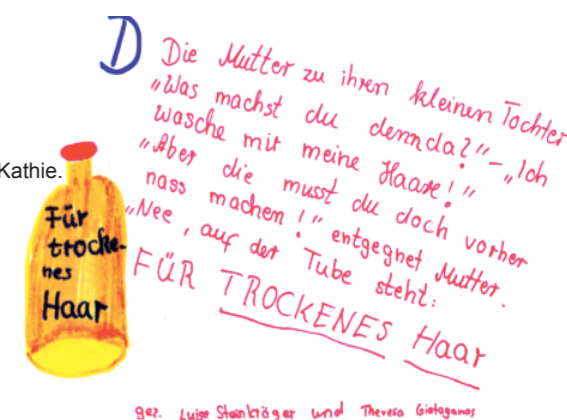 D
Die Mutter zu ihren kleinen Tochter
"Was machst du denn da?" – "Ich
wasche mir meine Haare!"
"Aber die musst du doch vorher
nass machen!" entgegnet Mutter.
"Nee, auf der Tube steht:
FÜR TROCKENES Haar
Kathie.
Für
trocke-
nes
Haar
gez. Luise Steinkröger und Theresa